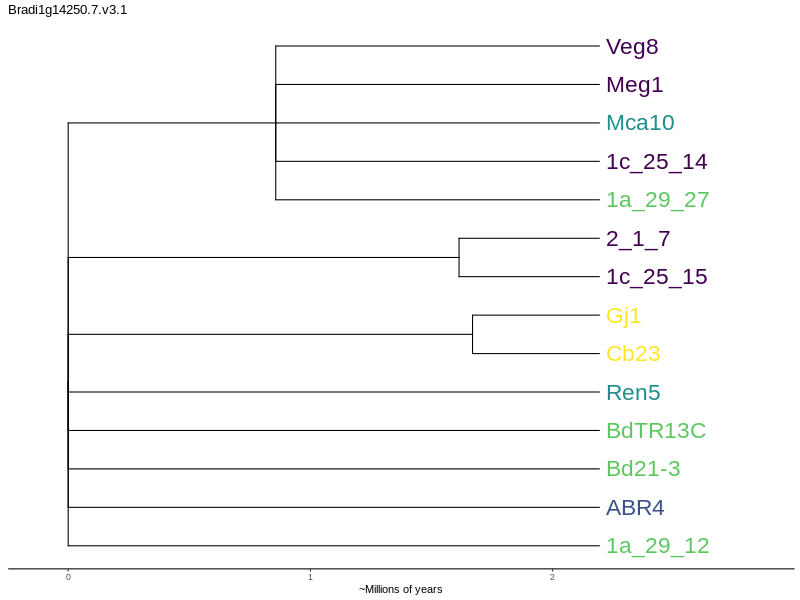 Bradi1g14250.7.v3.1
Veg8
Meg1
Mca10
1c_25_14
1a_29_27
2_1_7
1c_25_15
Gj1
Cb23
Ren5
BdTR13C
Bd21-3
ABR4
1a_29_12
0 1 2
~Millions of years